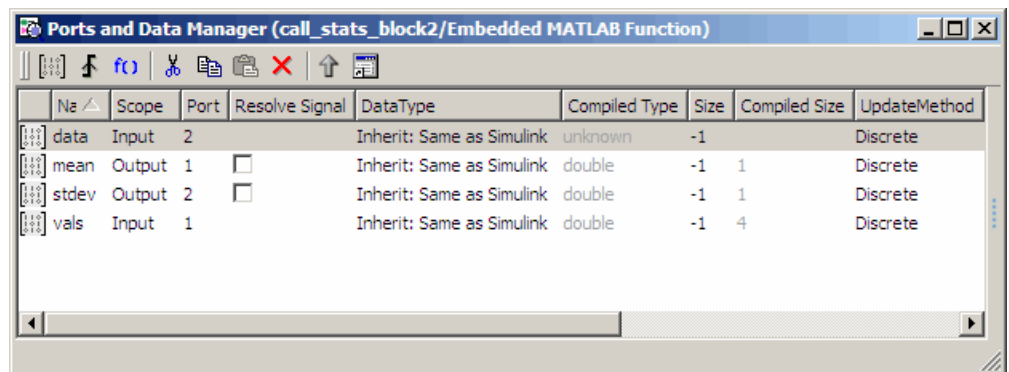 Ports and Data Manager (call_stats_block2/Embedded MATLAB Function)
f()
Na Scope Port Resolve Signal DataType Compiled Type Size Compiled Size UpdateMethod
data Input 2 Inherit: Same as Simulink unknown -1 Discrete
mean Output 1 Inherit: Same as Simulink double -1 1 Discrete
stdev Output 2 Inherit: Same as Simulink double -1 1 Discrete
vals Input 1 Inherit: Same as Simulink double -1 4 Discrete